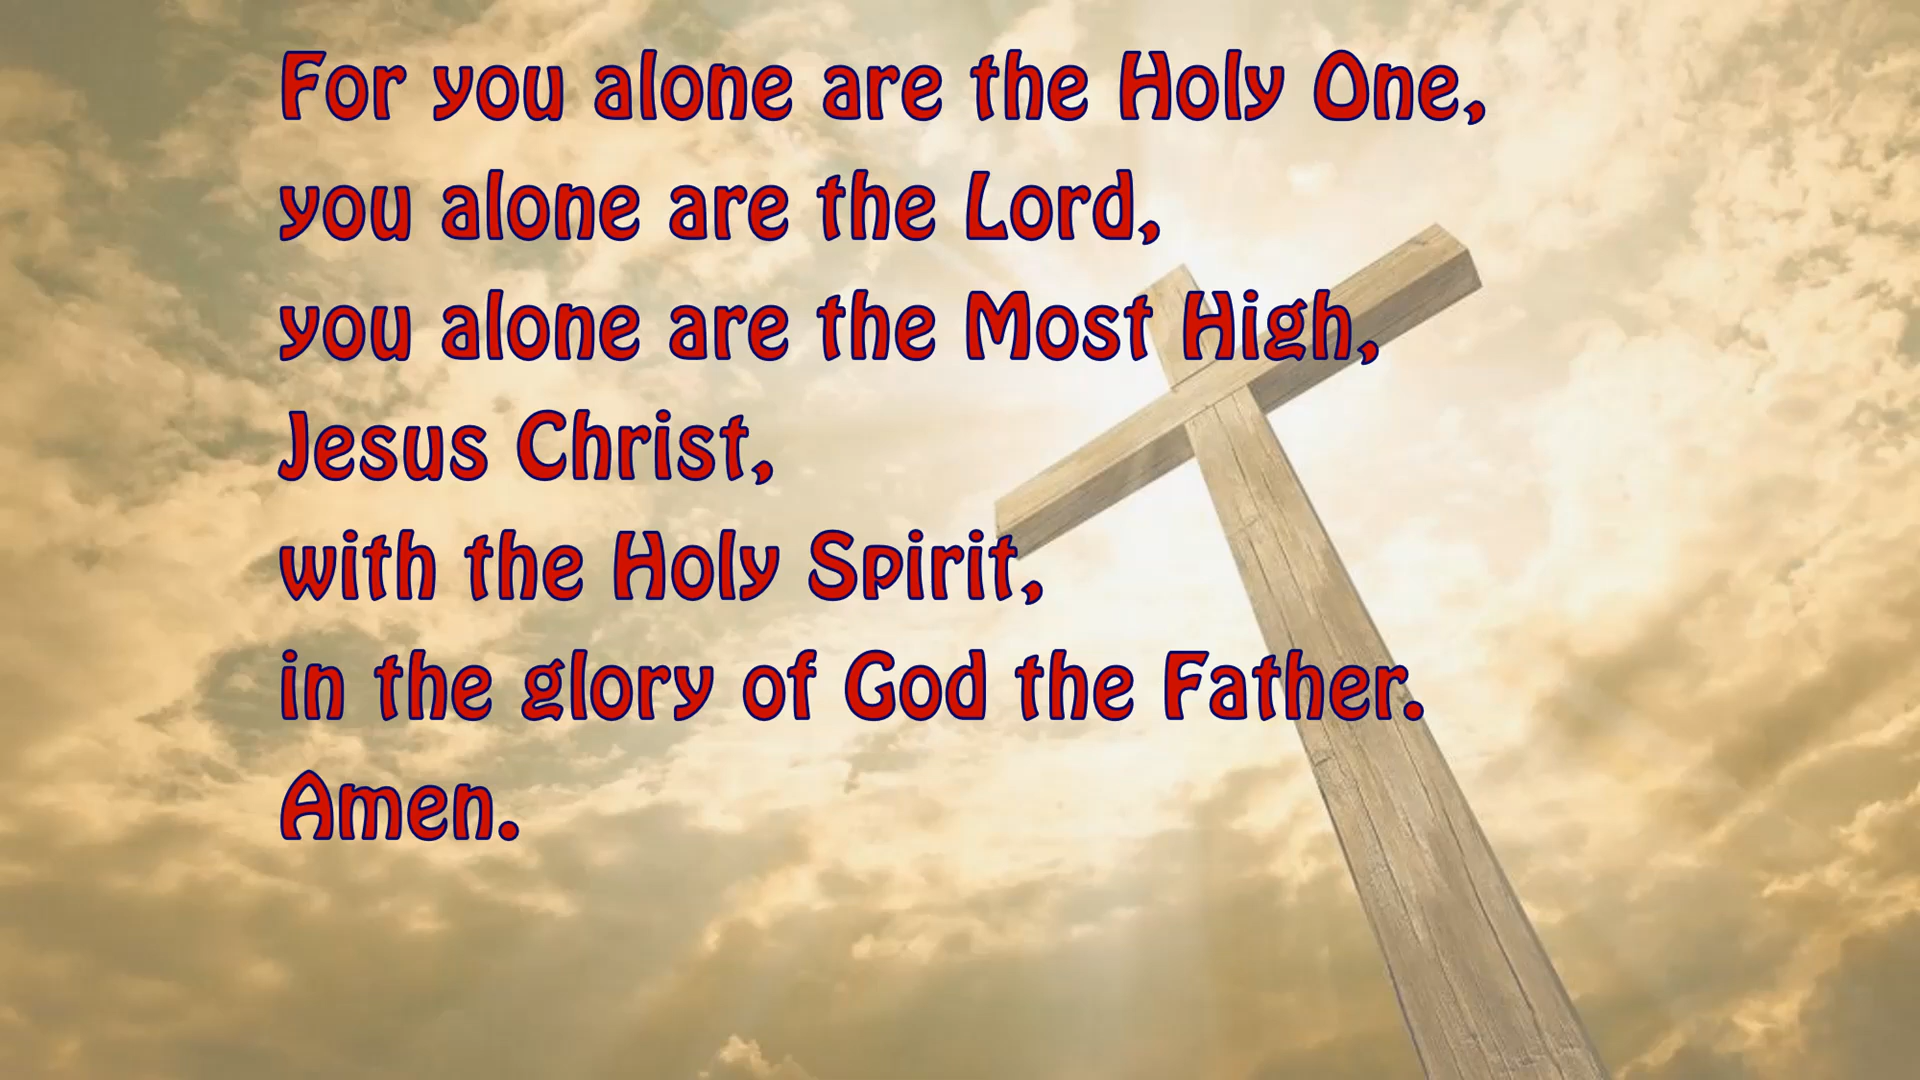 For you alone are the Holy One,
you alone are the Lord,
you alone are the Most High,
Jesus Christ,
with the Holy Spirit,
in the glory of God the Father.
Amen.